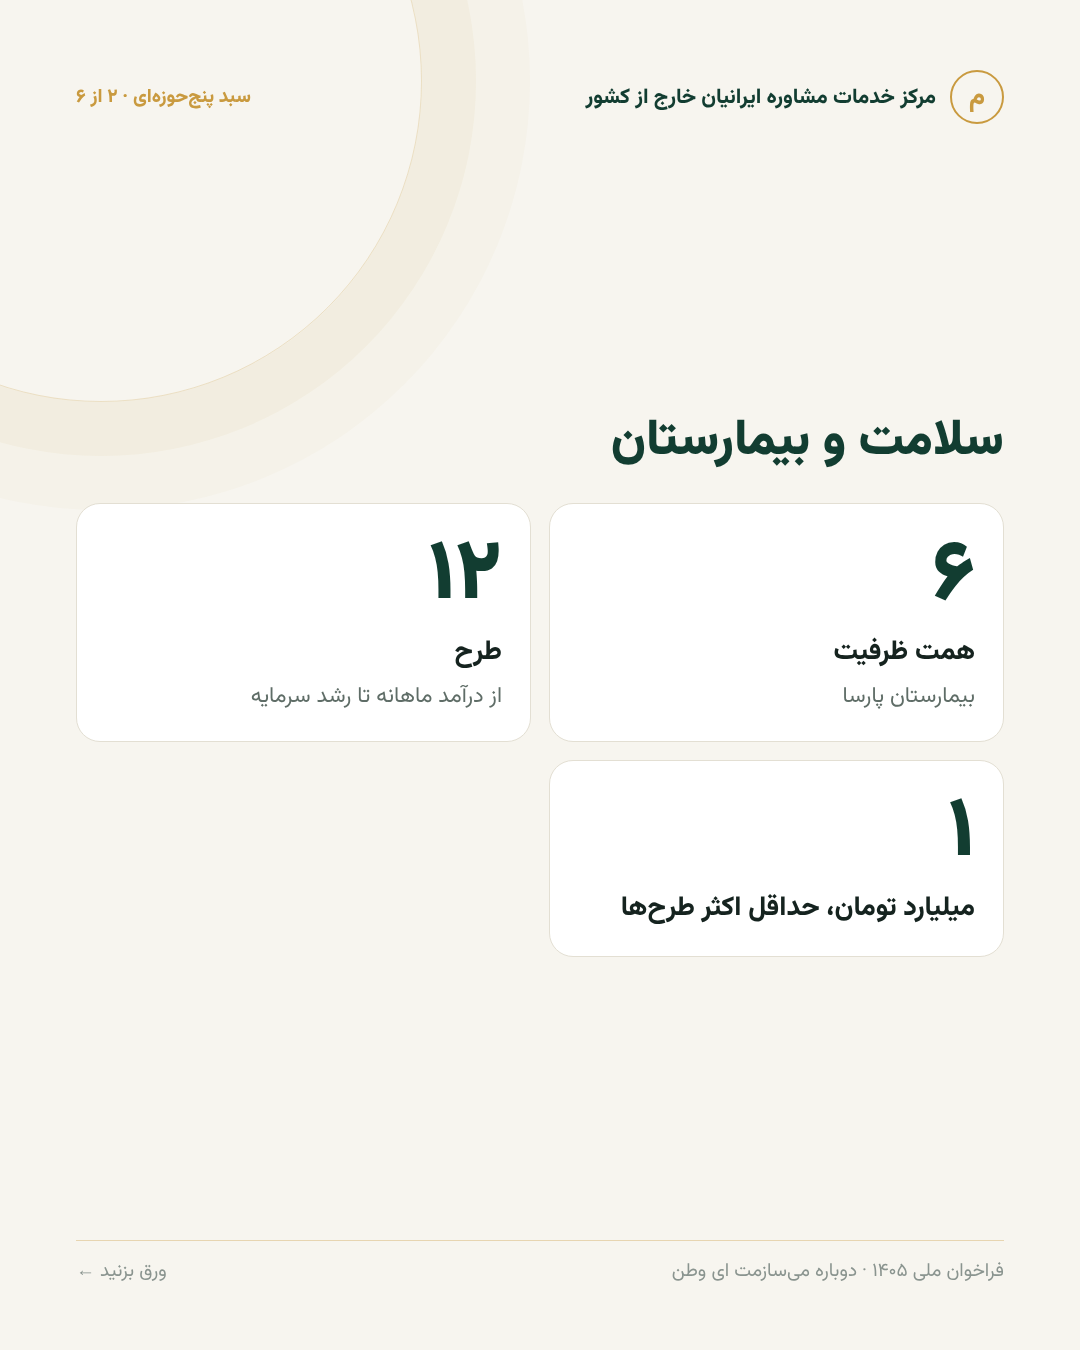 م
مرکز خدمات مشاوره ایرانیان خارج از کشور
سبد پنج‌حوزه‌ای · ۲ از ۶
سلامت و بیمارستان
۶
همت ظرفیت
بیمارستان پارسا
۱۲
طرح
از درآمد ماهانه تا رشد سرمایه
۱
میلیارد تومان، حداقل اکثر طرح‌ها
فراخوان ملی ۱۴۰۵ · دوباره می‌سازمت ای وطن
ورق بزنید ←